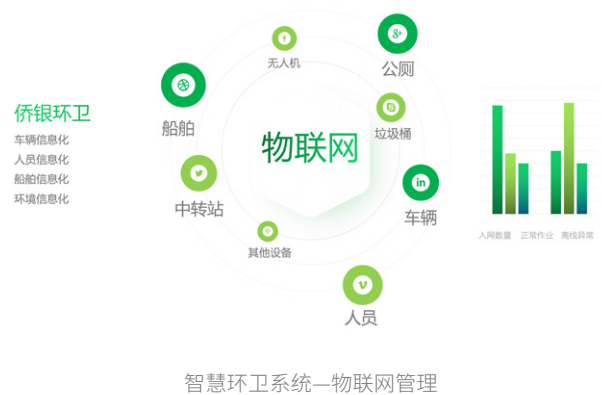 侨银环卫
车辆信息化
人员信息化
船舶信息化
环境信息化
无人机
公厕
船舶
垃圾桶
物联网
中转站
车辆
其他设备
人员
入网数量 正常作业 离线异常
智慧环卫系统—物联网管理